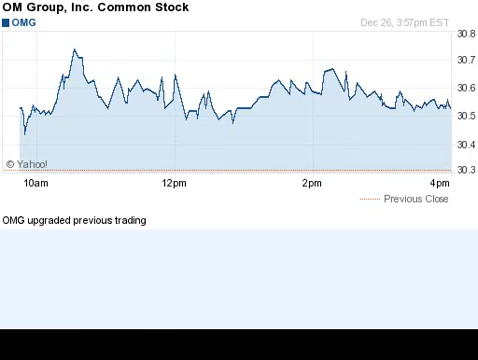 OM Group, Inc. Common Stock
OMG Dec 26, 3:57pm EST
30.8
30.7
30.6
30.5
30.4
30.3
© Yahoo!
10am 12pm 2pm 4pm
Previous Close
OMG upgraded previous trading